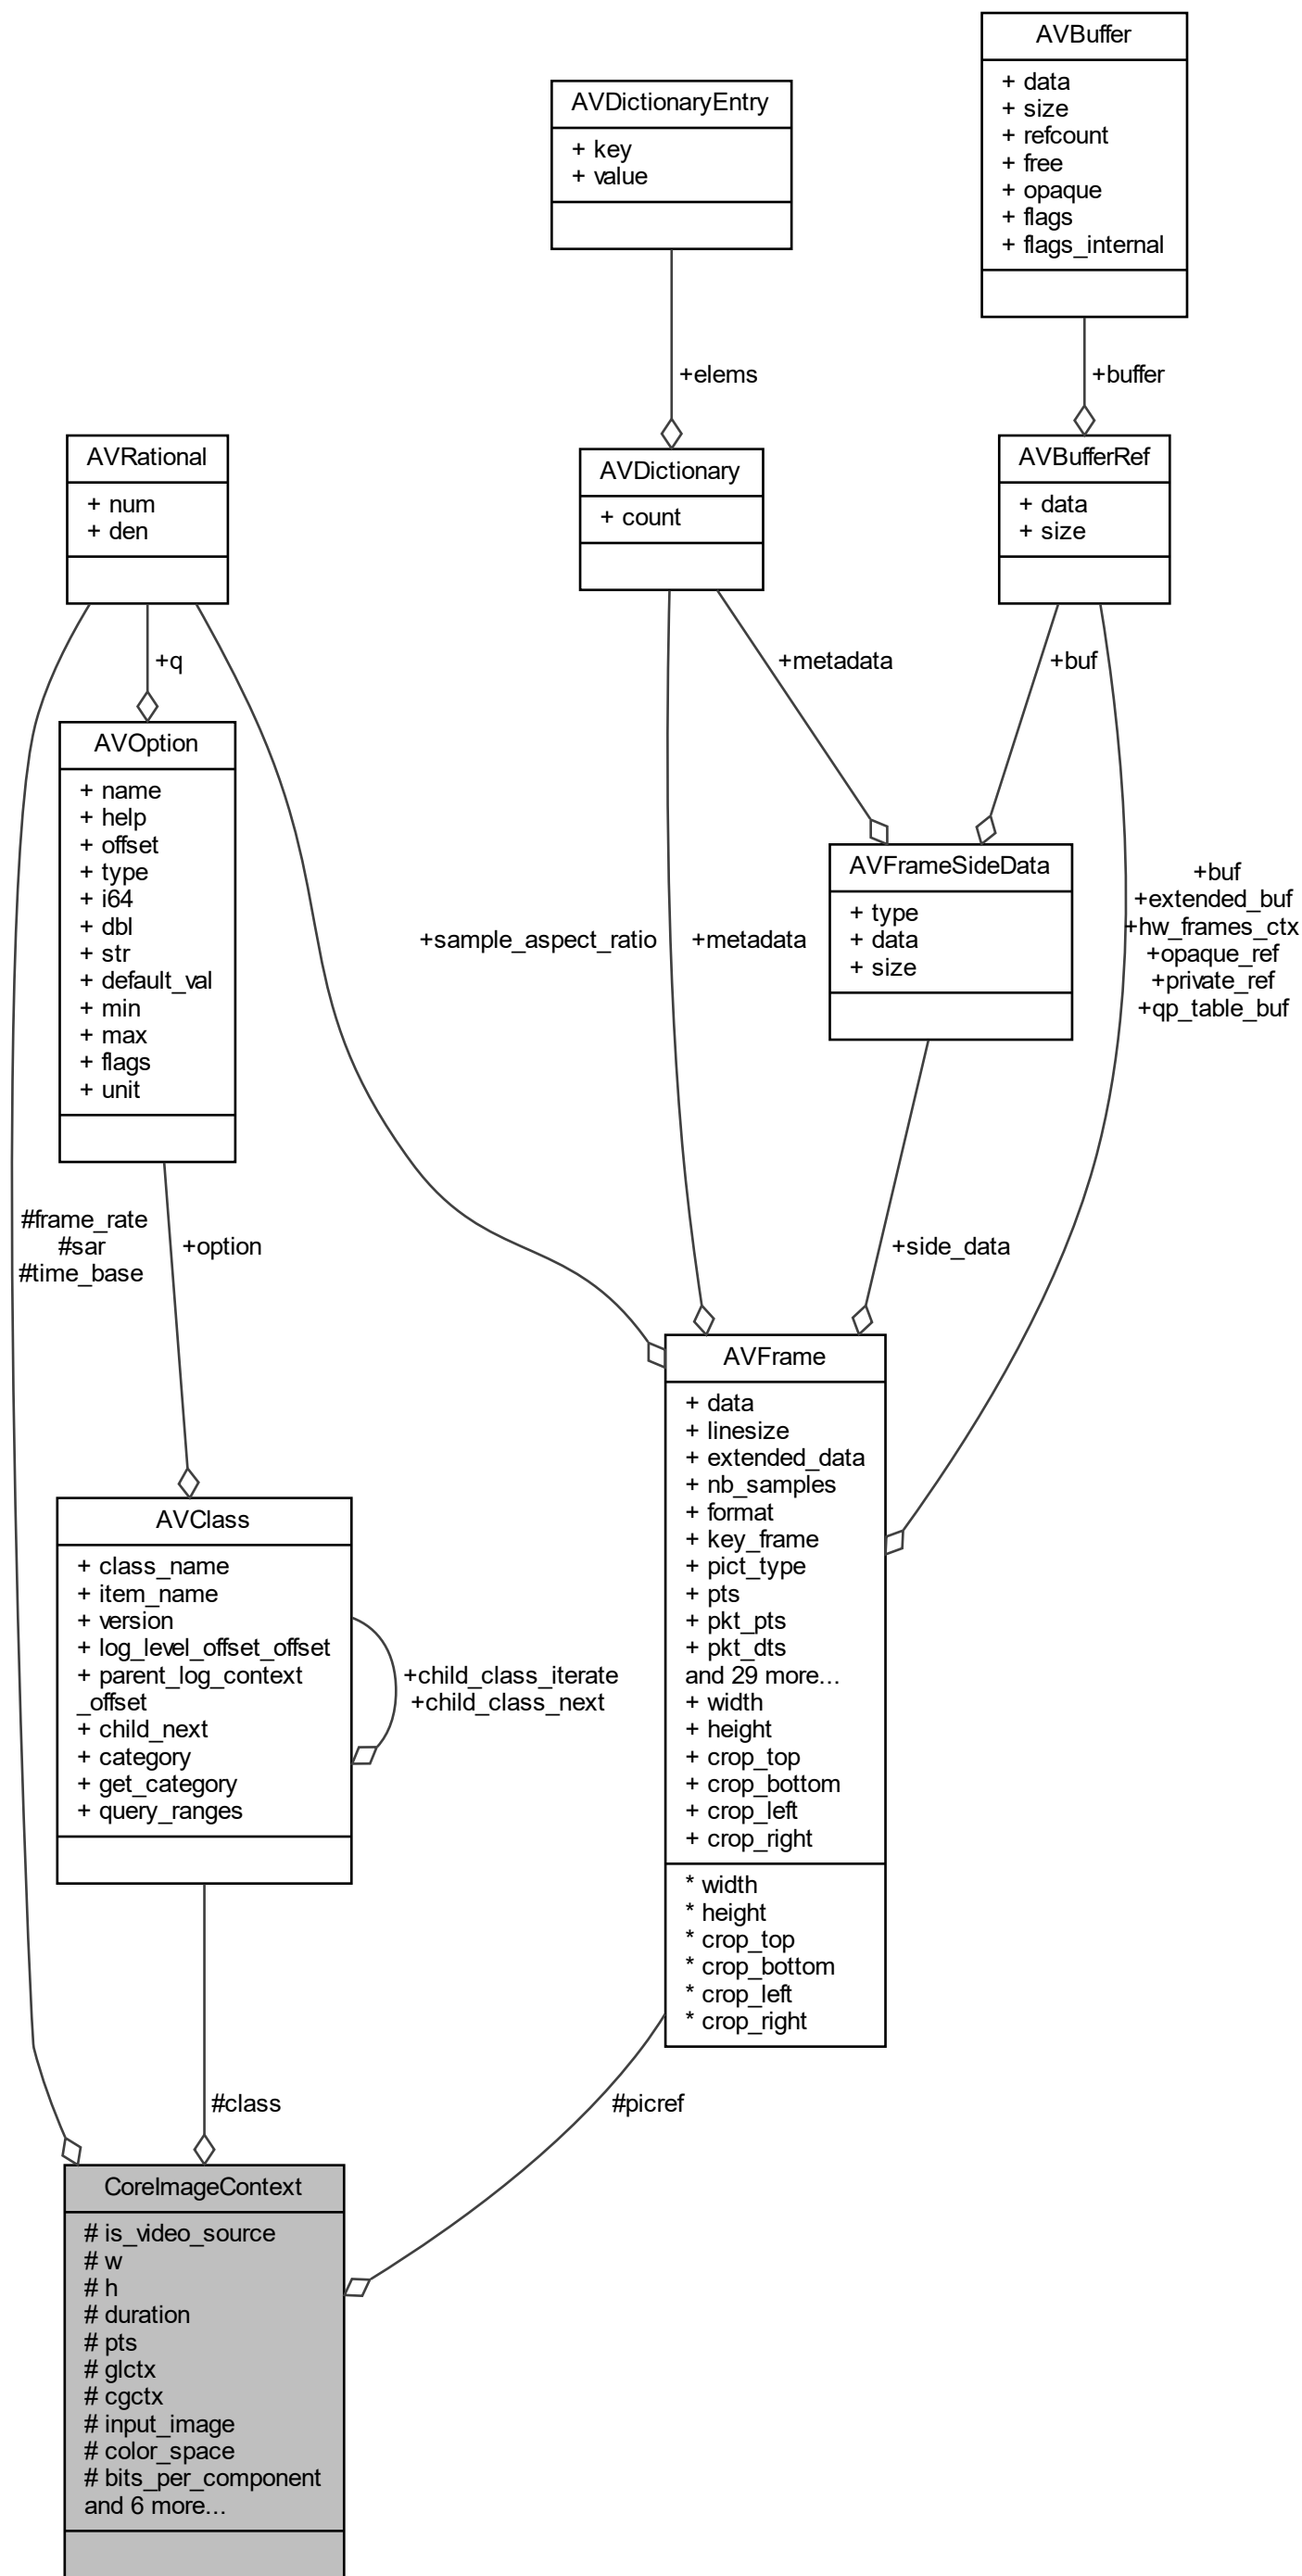 AVBuffer
+ data
+ size
+ refcount
+ free
+ opaque
+ flags
+ flags_internal
AVDictionaryEntry
+ key
+ value
+elems
+buffer
AVRational
+ num
+ den
AVDictionary
+ count
AVBufferRef
+ data
+ size
+q
+metadata
+buf
AVOption
+ name
+ help
+ offset
+ type
+ i64
+ dbl
+ str
+ default_val
+ min
+ max
+ flags
+ unit
AVFrameSideData
+ type
+ data
+ size
+sample_aspect_ratio
+metadata
+buf
+extended_buf
+hw_frames_ctx
+opaque_ref
+private_ref
+qp_table_buf
#frame_rate
#sar
#time_base
+option
+side_data
AVFrame
+ data
+ linesize
+ extended_data
+ nb_samples
+ format
+ key_frame
+ pict_type
+ pts
+ pkt_pts
+ pkt_dts
and 29 more...
+ width
+ height
+ crop_top
+ crop_bottom
+ crop_left
+ crop_right
* width
* height
* crop_top
* crop_bottom
* crop_left
* crop_right
AVClass
+ class_name
+ item_name
+ version
+ log_level_offset_offset
+ parent_log_context
_offset
+ child_next
+ category
+ get_category
+ query_ranges
+child_class_iterate
+child_class_next
#class
#picref
CoreImageContext
# is_video_source
# w
# h
# duration
# pts
# glctx
# cgctx
# input_image
# color_space
# bits_per_component
and 6 more...